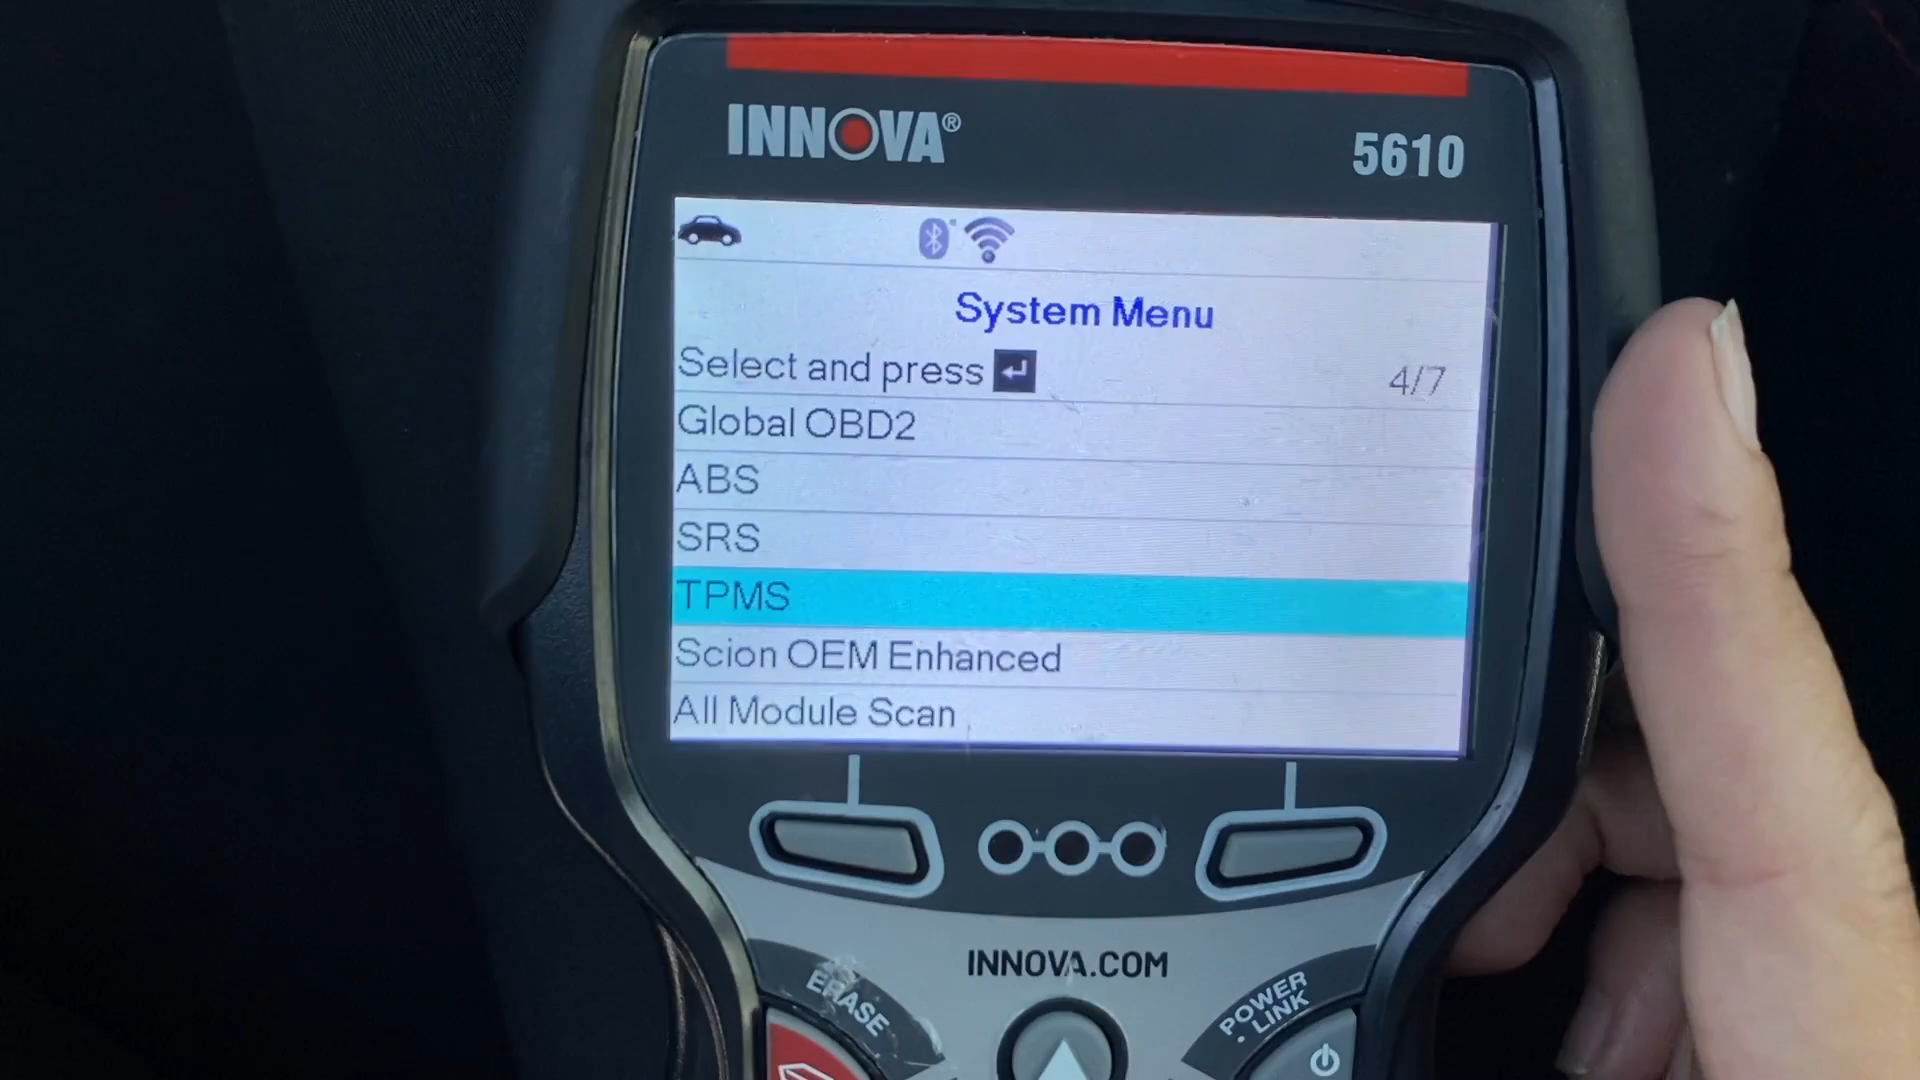 INNOVA®
5610
System Menu
Select and press
4/7
Global OBD2
ABS
SRS
TPMS
Scion OEM Enhanced
All Module Scan
INNOVA.COM
ERASE
POWER
LINK